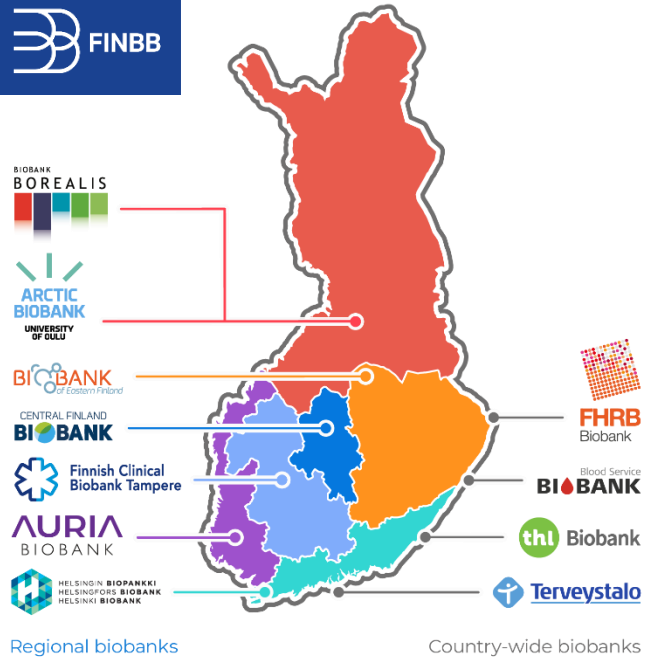 FINBB
BIOBANK
BOREALIS
ARCTIC
BIOBANK
UNIVERSITY
OF OULU
BIOBANK
of Eastern Finland
CENTRAL FINLAND
BIOBANK
Finnish Clinical
Biobank Tampere
AURIA
BIOBANK
HELSINGIN BIOPANKKI
HELSINGFORS BIOBANK
HELSINKI BIOBANK
Regional biobanks
FHRB
Biobank
Blood Service
BIOBANK
thl Biobank
Terveystalo
Country-wide biobanks